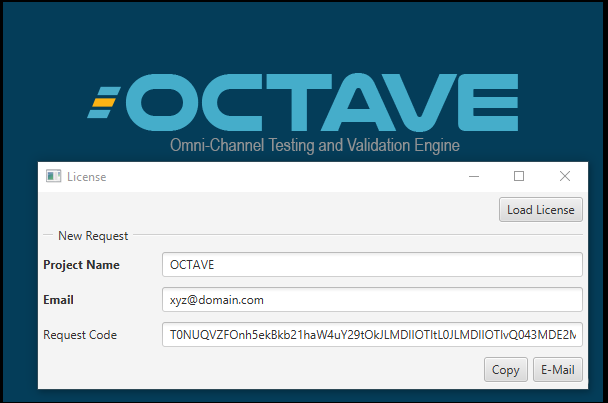 OCTAVE
Omni-Channel Testing and Validation Engine
License
Load License
New Request
Project Name OCTAVE
Email xyz@domain.com
Request Code
Copy E-Mail